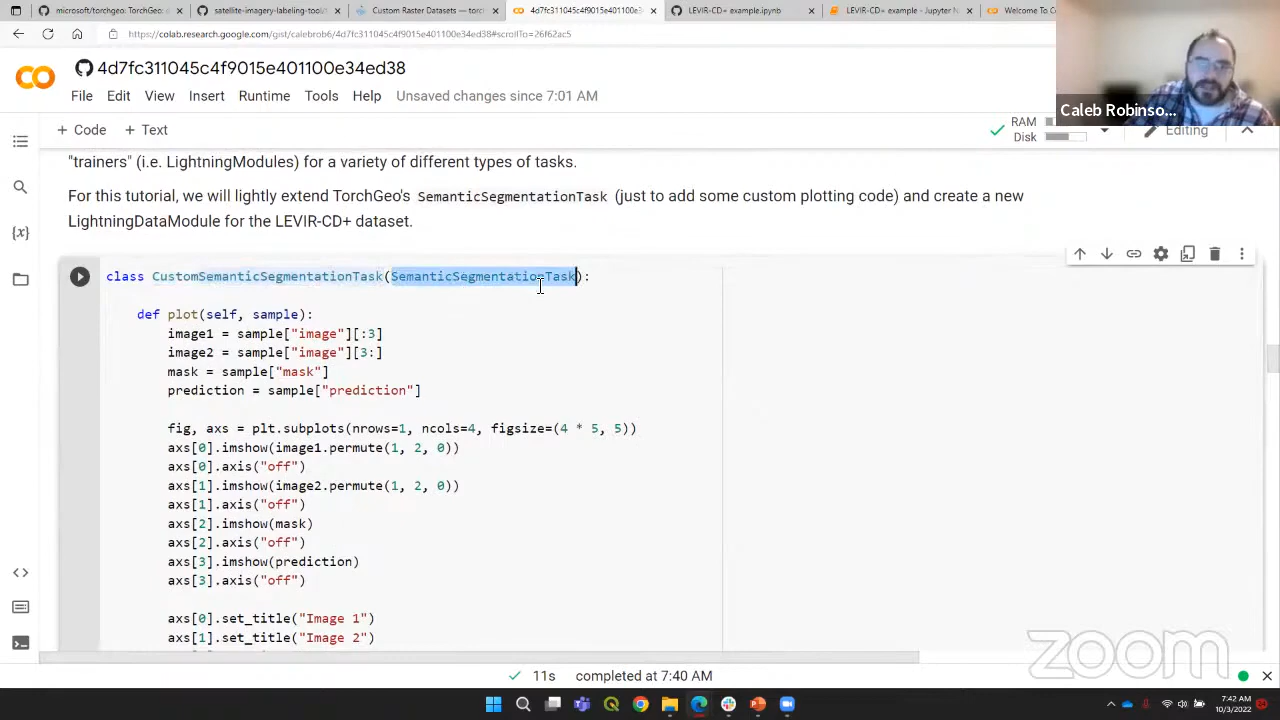 microsoft/torchgeo: TorchGeo:
satellite-imagery-labeling-tool/
Custom Raster Datasets — torch
4d7fc311045c4f9015e401100e34ed38
LEVIR-CD+ example.ipynb
LEVIR-CD+ example - Jupyter N
Welcome To Co
https://colab.research.google.com/gist/calebrob6/4d7fc311045c4f9015e401100e34ed38#scrollTo=26f62ac5
4d7fc311045c4f9015e401100e34ed38
File Edit View Insert Runtime Tools Help Unsaved changes since 7:01 AM
Caleb Robinso...
+ Code + Text
RAM
Disk
Editing
"trainers" (i.e. LightningModules) for a variety of different types of tasks.
For this tutorial, we will lightly extend TorchGeo's SemanticSegmentationTask (just to add some custom plotting code) and create a new
LightningDataModule for the LEVIR-CD+ dataset.
class CustomSemanticSegmentationTask(SemanticSegmentationTask):
def plot(self, sample):
image1 = sample["image"][:3]
image2 = sample["image"][3:]
mask = sample["mask"]
prediction = sample["prediction"]
fig, axs = plt.subplots(nrows=1, ncols=4, figsize=(4 * 5, 5))
axs[0].imshow(image1.permute(1, 2, 0))
axs[0].axis("off")
axs[1].imshow(image2.permute(1, 2, 0))
axs[1].axis("off")
axs[2].imshow(mask)
axs[2].axis("off")
axs[3].imshow(prediction)
axs[3].axis("off")
axs[0].set_title("Image 1")
axs[1].set_title("Image 2")
zoom
11s completed at 7:40 AM
7:42 AM
10/3/2022